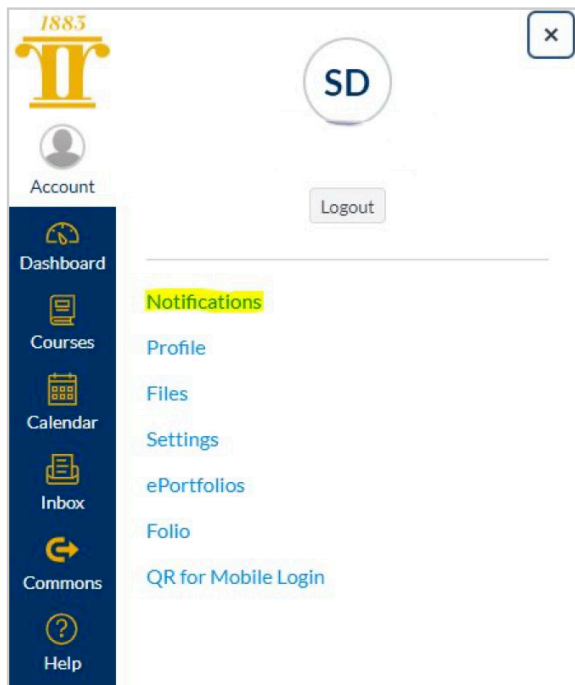 1883
Account
Dashboard
Courses
Calendar
Inbox
Commons
Help
×
SD
Logout
Notifications
Profile
Files
Settings
ePortfolios
Folio
QR for Mobile Login